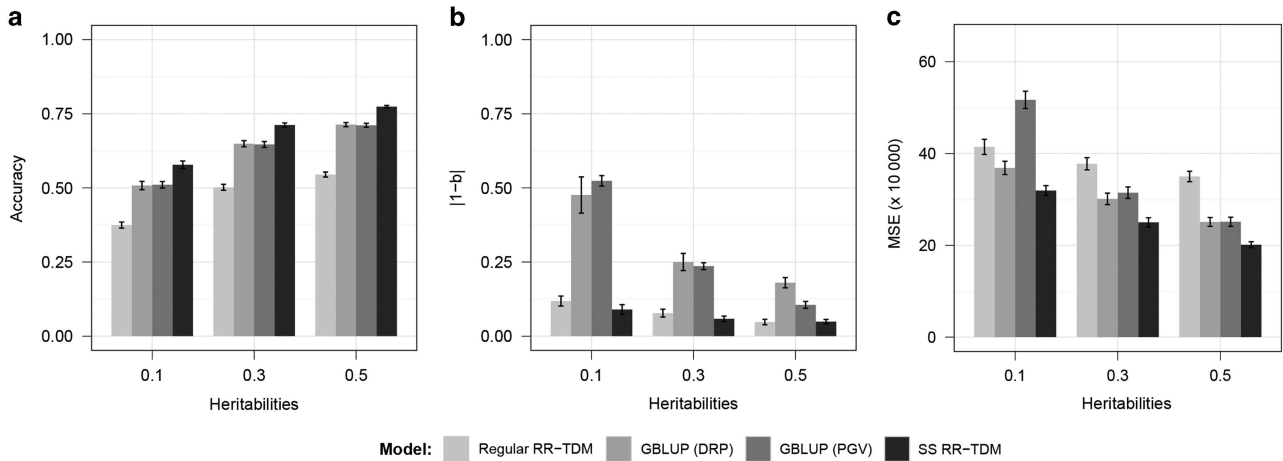 a
1.00
0.75
0.50
0.25
0.00
Accuracy
0.1 0.3 0.5
Heritabilities
b
1.00
0.75
0.50
0.25
0.00
|1−b|
0.1 0.3 0.5
Heritabilities
c
60
40
20
0
MSE (x 10 000)
0.1 0.3 0.5
Heritabilities
Model: Regular RR−TDM GBLUP (DRP) GBLUP (PGV) SS RR−TDM